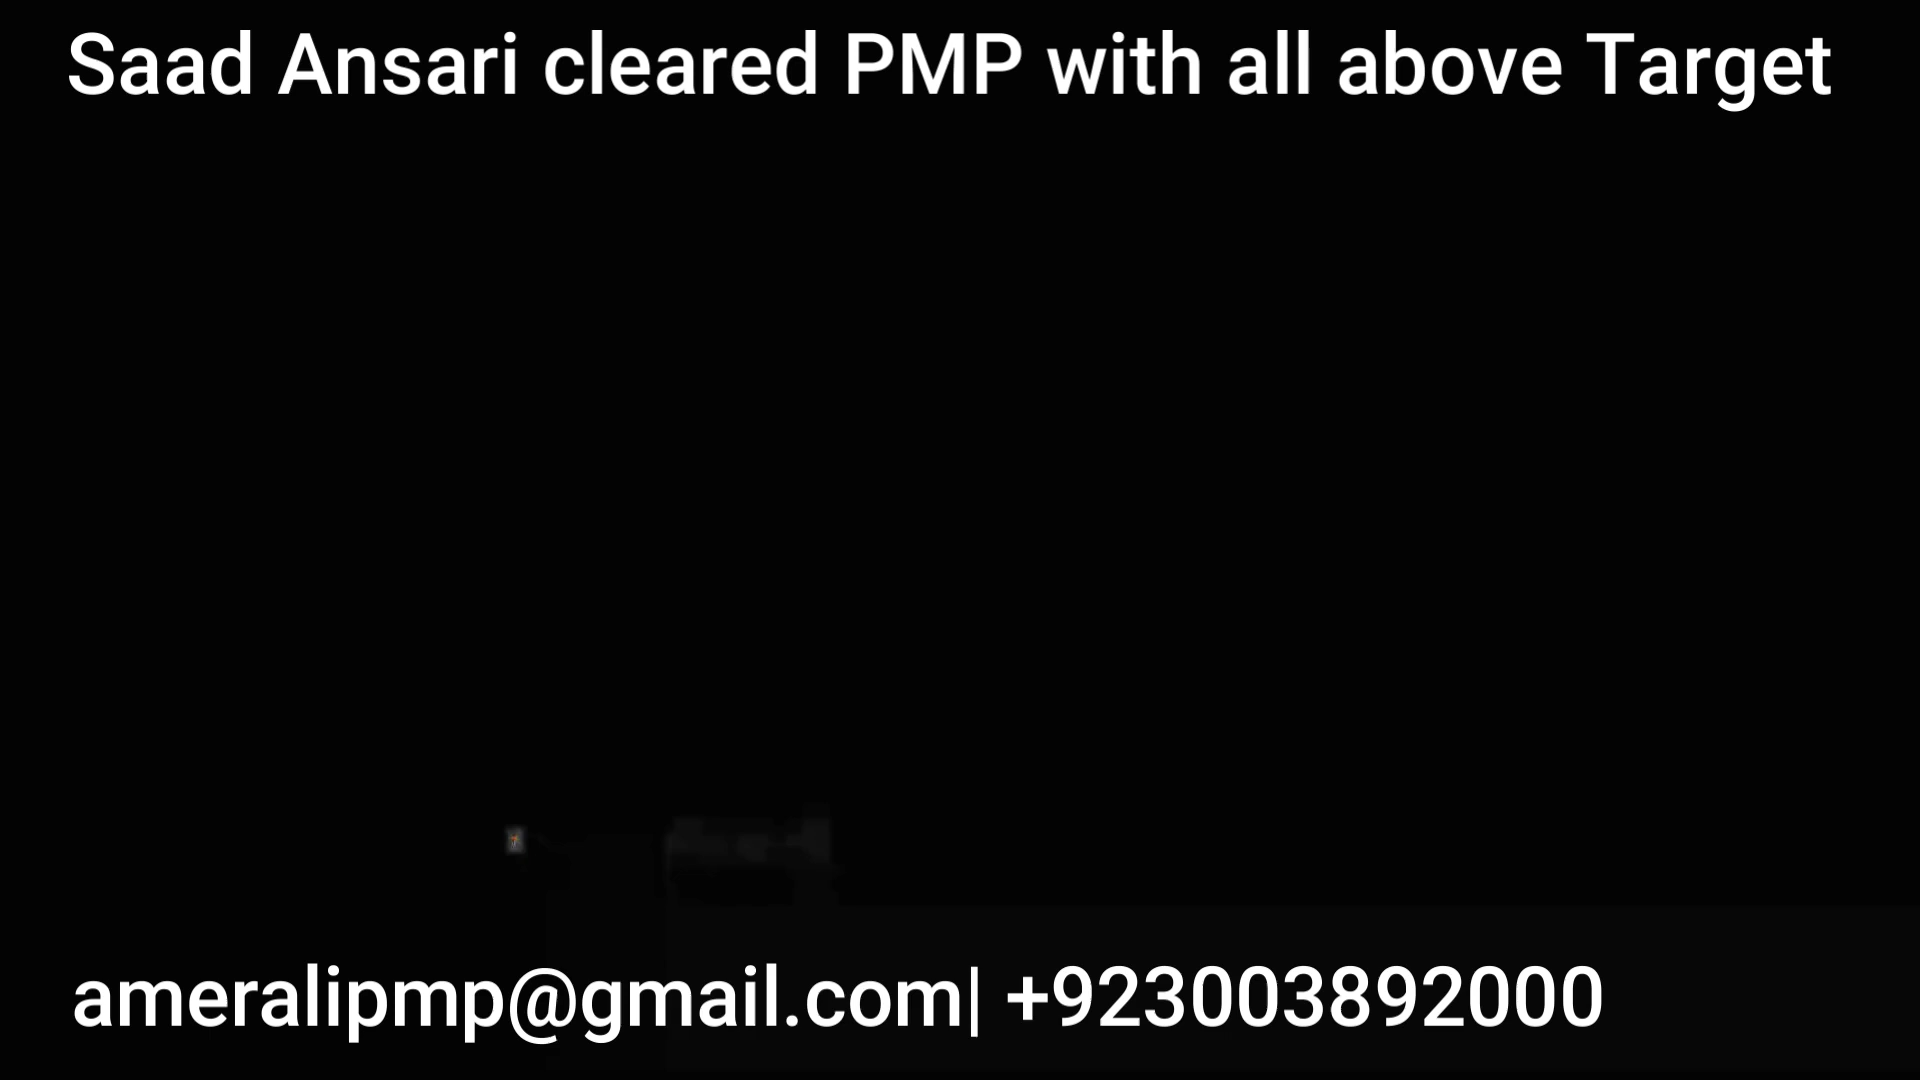 Saad Ansari cleared PMP with all above Target
ameralipmp@gmail.com| +923003892000